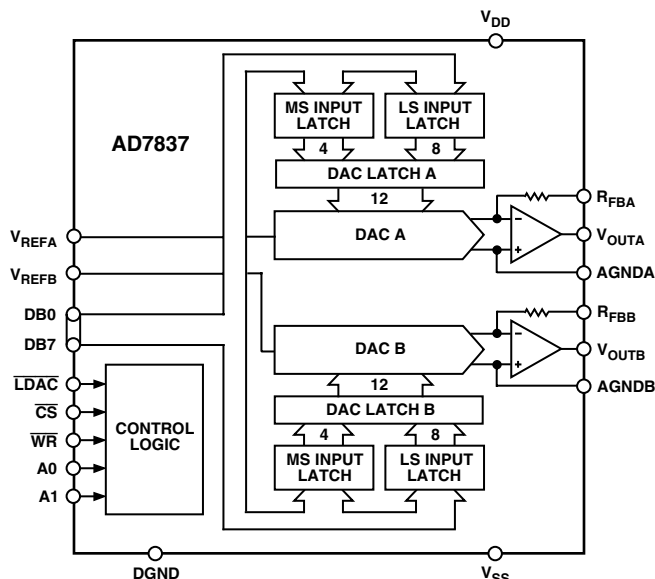 VDD
MS INPUT
LATCH
LS INPUT
LATCH
AD7837
4
8
DAC LATCH A
12
RFBA
DAC A
VREFA
VOUTA
VREFB
AGNDA
DB0
RFBB
DB7
DAC B
VOUTB
LDAC
12
AGNDB
CS
DAC LATCH B
CONTROL
LOGIC
WR
4
8
A0
MS INPUT
LATCH
LS INPUT
LATCH
A1
DGND
VSS